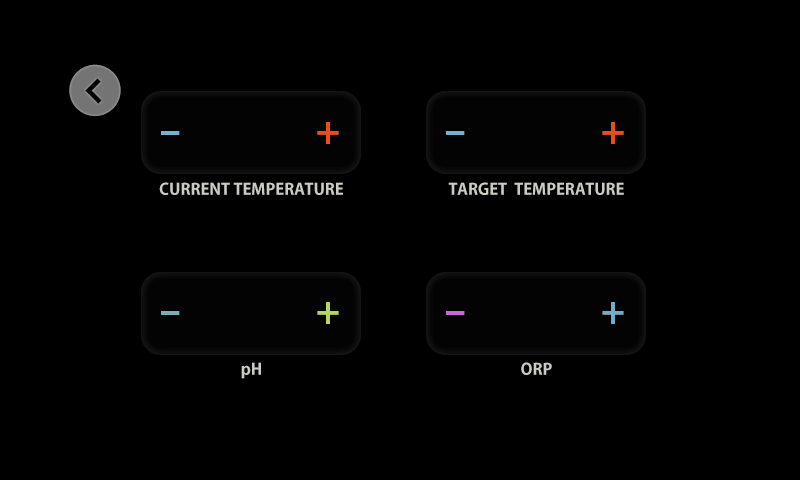 − +
− +
CURRENT TEMPERATURE
TARGET TEMPERATURE
− +
− +
pH
ORP